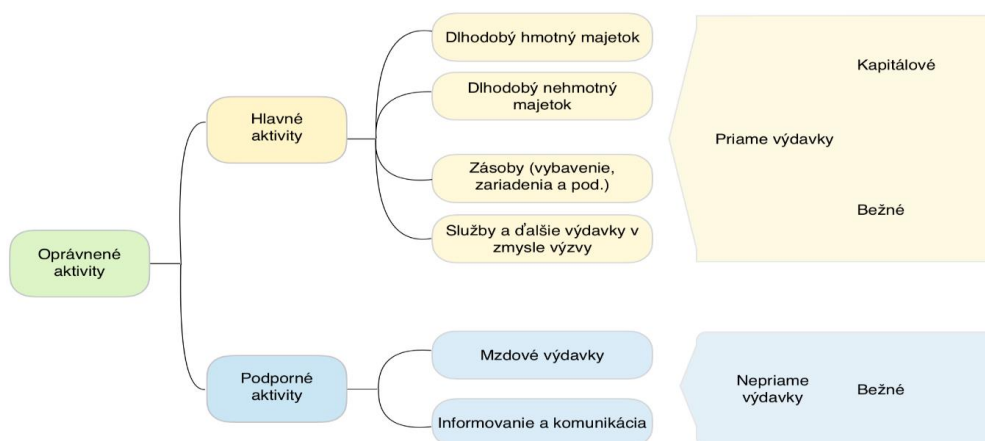 Oprávnené
aktivity
Hlavné
aktivity
Dlhodobý hmotný majetok
Dlhodobý nehmotný
majetok
Zásoby (vybavenie,
zariadenia a pod.)
Služby a ďalšie výdavky v
zmysle výzvy
Priame výdavky
Kapitálové
Bežné
Podporné
aktivity
Mzdové výdavky
Informovanie a komunikácia
Nepriame
výdavky
Bežné